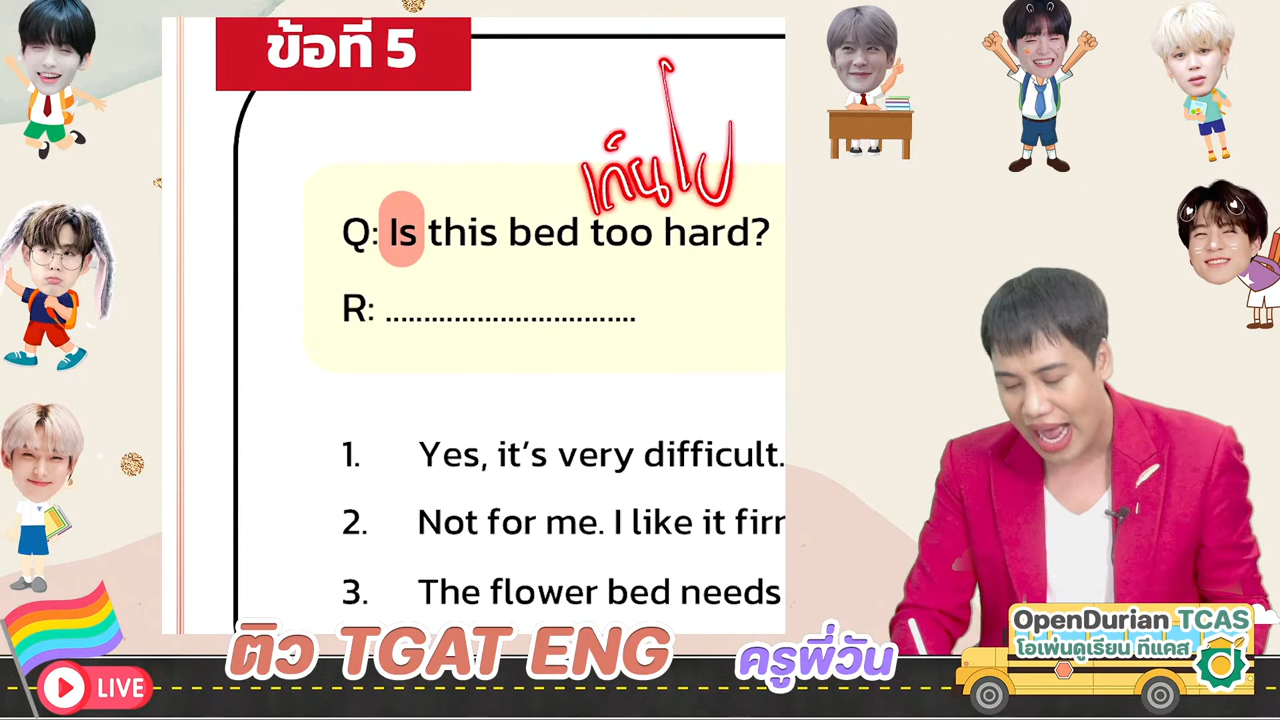 ข้อที่ 5
เกินไป
Q: Is this bed too hard?
R: .................................
1. Yes, it's very difficult.
2. Not for me. I like it
3. The flower bed needs
ติว TGAT ENG
ครูพี่วัน
OpenDurian TCAS
โอเพ่นดูเรียน ทีแคส
LIVE